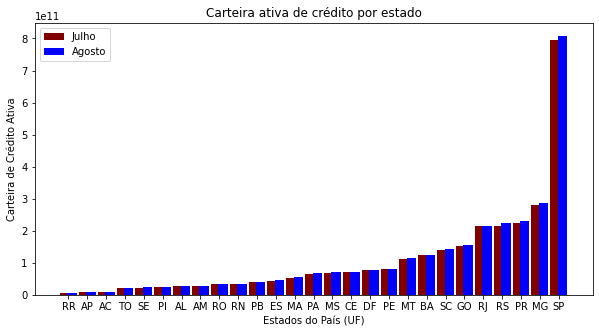 Carteira ativa de crédito por estado
1e11
Julho
Agosto
8
7
6
5
4
3
2
1
0
Carteira de Crédito Ativa
RR AP AC TO SE PI AL AM RO RN PB ES MA PA MS CE DF PE MT BA SC GO RJ RS PR MG SP
Estados do País (UF)